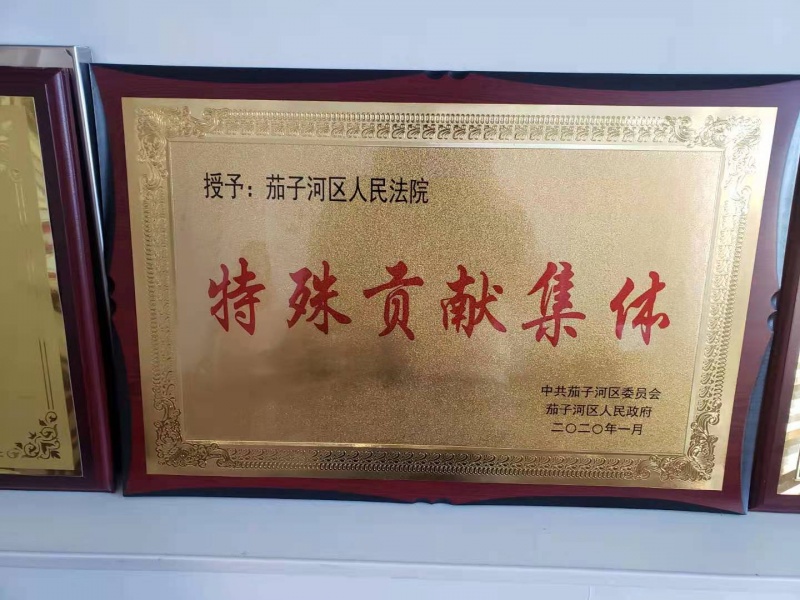 授予：茄子河区人民法院
特殊贡献集体
中共茄子河区委员会
茄子河区人民政府
二〇二〇年一月